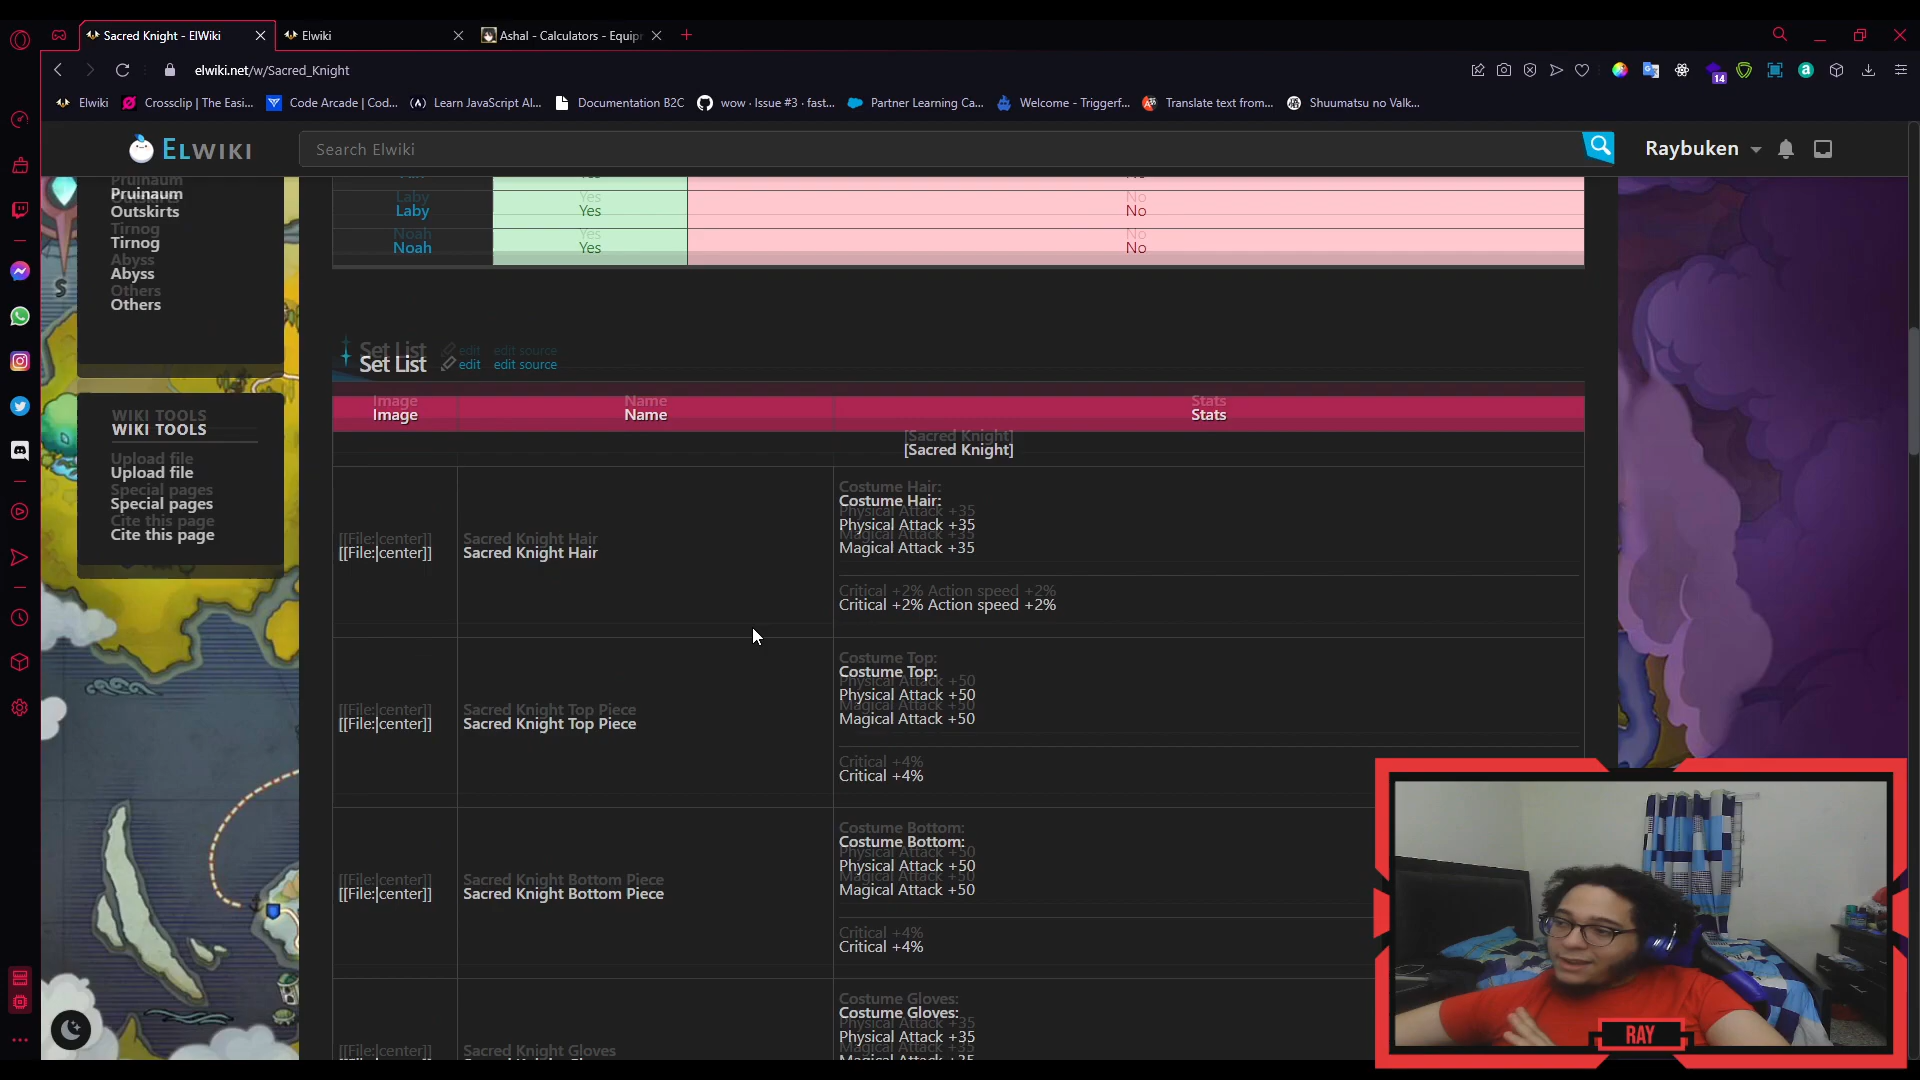 Sacred Knight - ElWiki
Elwiki
Ashal - Calculators - Equip
elwiki.net/w/Sacred_Knight
14
Elwiki
Crossclip | The Easi...
Code Arcade | Cod...
Learn JavaScript Al...
Documentation B2C
wow · Issue #3 · fast...
Partner Learning Ca...
Welcome - Triggerf...
Translate text from...
Shuumatsu no Valk...
ELWIKI
Search Elwiki
Raybuken
Pruinaum
Outskirts
Tirnog
Abyss
Others
WIKI TOOLS
Upload file
Special pages
Cite this page
S
Laby Yes No
Noah Yes No
Set List edit edit source
Image Name Stats
[Sacred Knight]
[[File:|center]] Sacred Knight Hair
Costume Hair:
Physical Attack +35
Magical Attack +35
Critical +2% Action speed +2%
[[File:|center]] Sacred Knight Top Piece
Costume Top:
Physical Attack +50
Magical Attack +50
Critical +4%
[[File:|center]] Sacred Knight Bottom Piece
Costume Bottom:
Physical Attack +50
Magical Attack +50
Critical +4%
[[File:|center]] Sacred Knight Gloves
Costume Gloves:
Physical Attack +35
Magical Attack +35
RAY